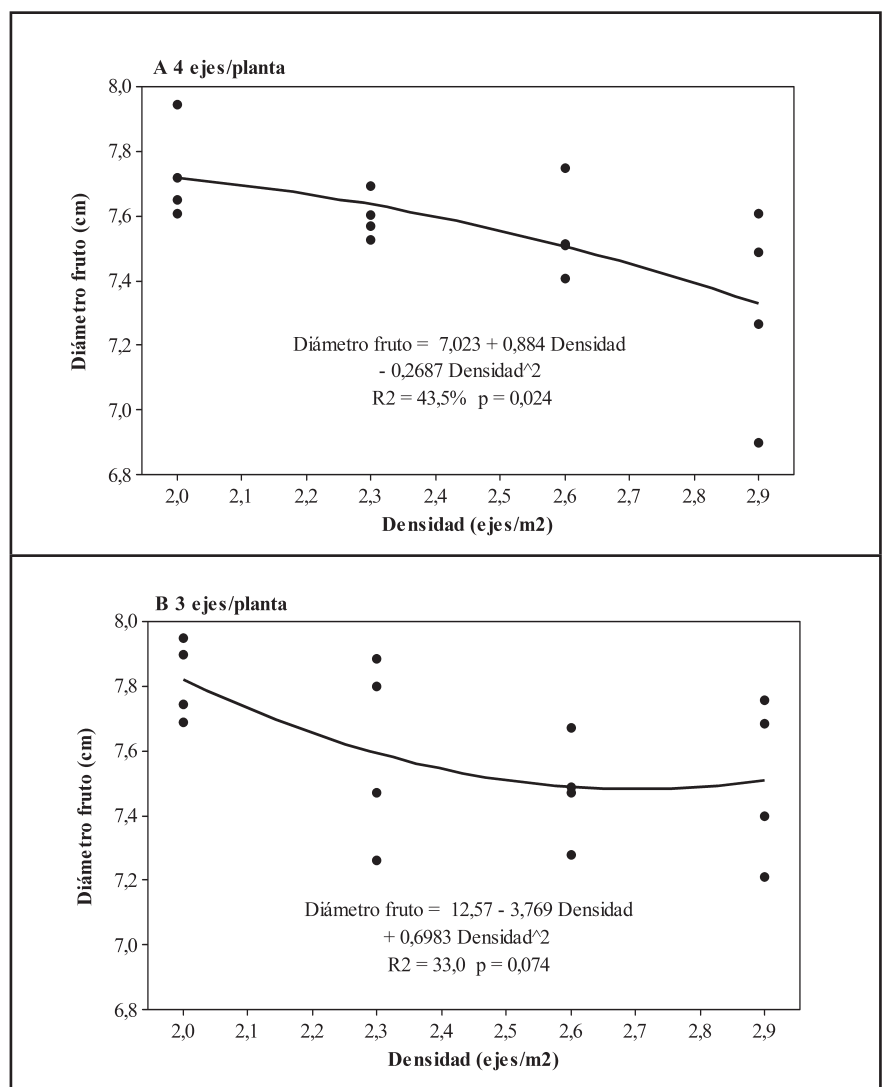 A 4 ejes/planta
8,0
7,8
7,6
7,4
7,2
7,0
6,8
Diámetro fruto (cm)
Diámetro fruto = 7,023 + 0,884 Densidad
- 0,2687 Densidad^2
R2 = 43,5% p = 0,024
2,0 2,1 2,2 2,3 2,4 2,5 2,6 2,7 2,8 2,9
Densidad (ejes/m2)
B 3 ejes/planta
8,0
7,8
7,6
7,4
7,2
7,0
6,8
Diámetro fruto (cm)
Diámetro fruto = 12,57 - 3,769 Densidad
+ 0,6983 Densidad^2
R2 = 33,0 p = 0,074
2,0 2,1 2,2 2,3 2,4 2,5 2,6 2,7 2,8 2,9
Densidad (ejes/m2)